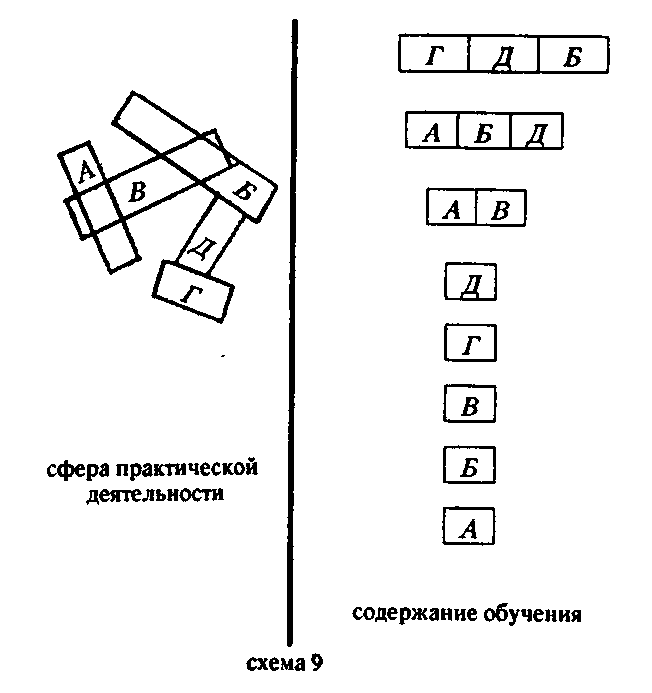 Г Д Б
А Б Д
А В
А
В
Б
Д
Г
Д
Г
В
Б
А
сфера практической
деятельности
содержание обучения
схема 9